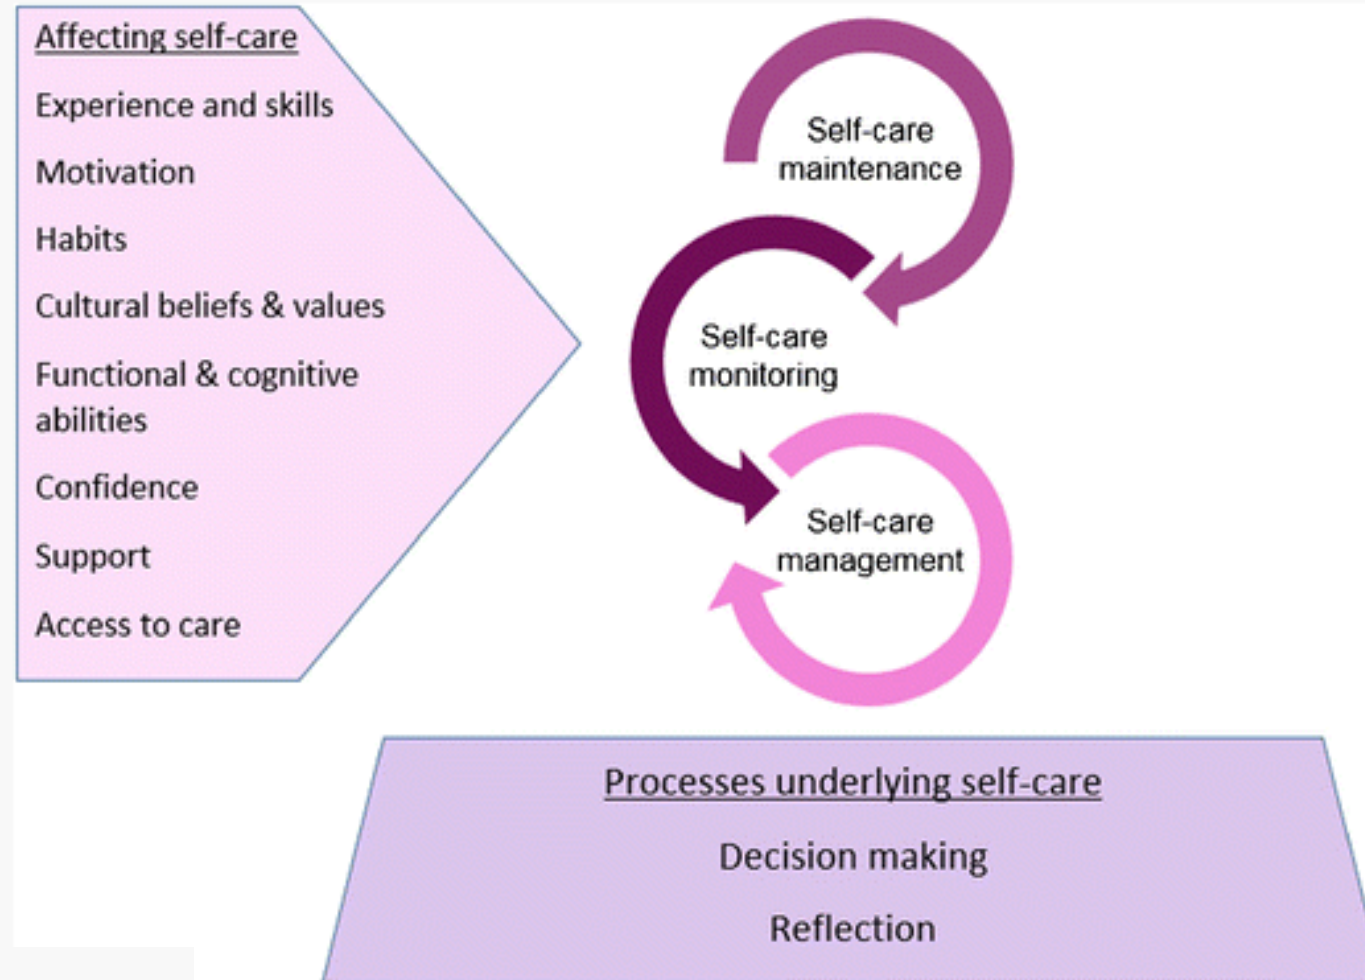 Affecting self-care
Experience and skills
Motivation
Habits
Cultural beliefs & values
Functional & cognitive
abilities
Confidence
Support
Access to care
Self-care
maintenance
Self-care
monitoring
Self-care
management
Processes underlying self-care
Decision making
Reflection